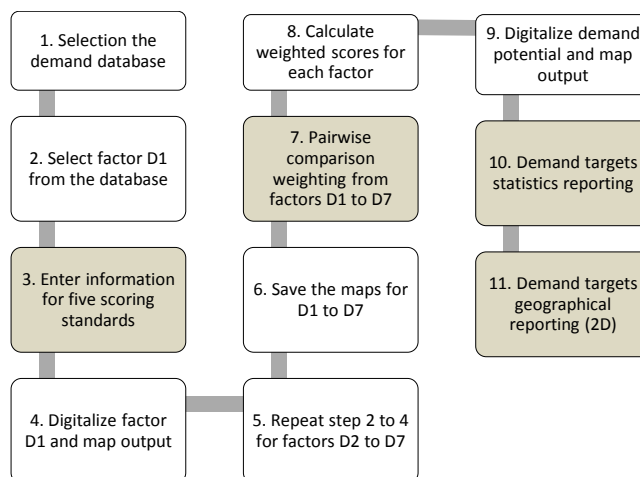 1. Selection the
demand database
2. Select factor D1
from the database
3. Enter information
for five scoring
standards
4. Digitalize factor
D1 and map output
5. Repeat step 2 to 4
for factors D2 to D7
6. Save the maps for
D1 to D7
7. Pairwise
comparison
weighting from
factors D1 to D7
8. Calculate
weighted scores for
each factor
9. Digitalize demand
potential and map
output
10. Demand targets
statistics reporting
11. Demand targets
geographical
reporting (2D)